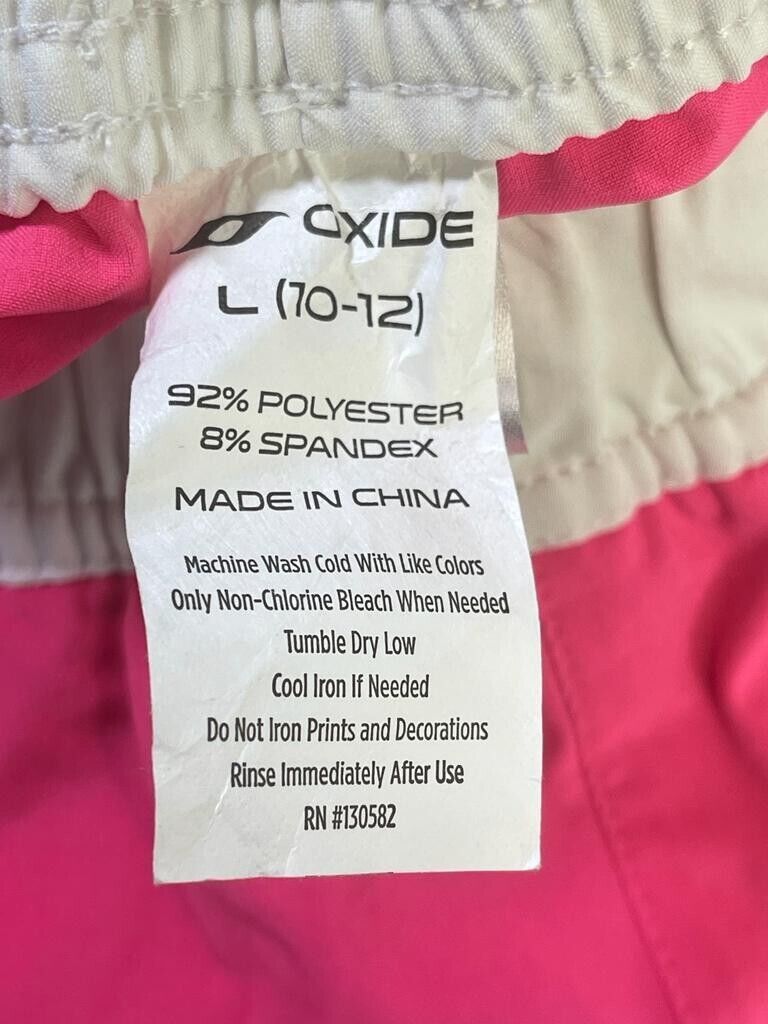 OXIDE
L (10-12)
92% POLYESTER
8% SPANDEX
MADE IN CHINA
Machine Wash Cold With Like Colors
Only Non-Chlorine Bleach When Needed
Tumble Dry Low
Cool Iron If Needed
Do Not Iron Prints and Decorations
Rinse Immediately After Use
RN #130582